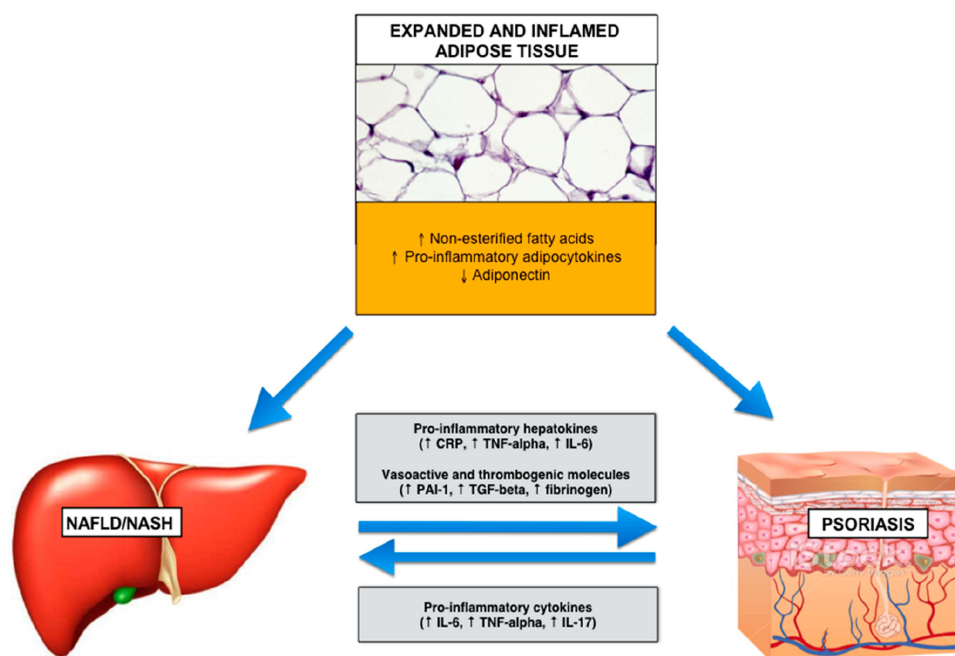 EXPANDED AND INFLAMED
ADIPOSE TISSUE
↑ Non-esterified fatty acids
↑ Pro-inflammatory adipocytokines
↓ Adiponectin
Pro-inflammatory hepatokines
(↑ CRP, ↑ TNF-alpha, ↑ IL-6)
Vasoactive and thrombogenic molecules
(↑ PAI-1, ↑ TGF-beta, ↑ fibrinogen)
NAFLD/NASH
PSORIASIS
Pro-inflammatory cytokines
(↑ IL-6, ↑ TNF-alpha, ↑ IL-17)